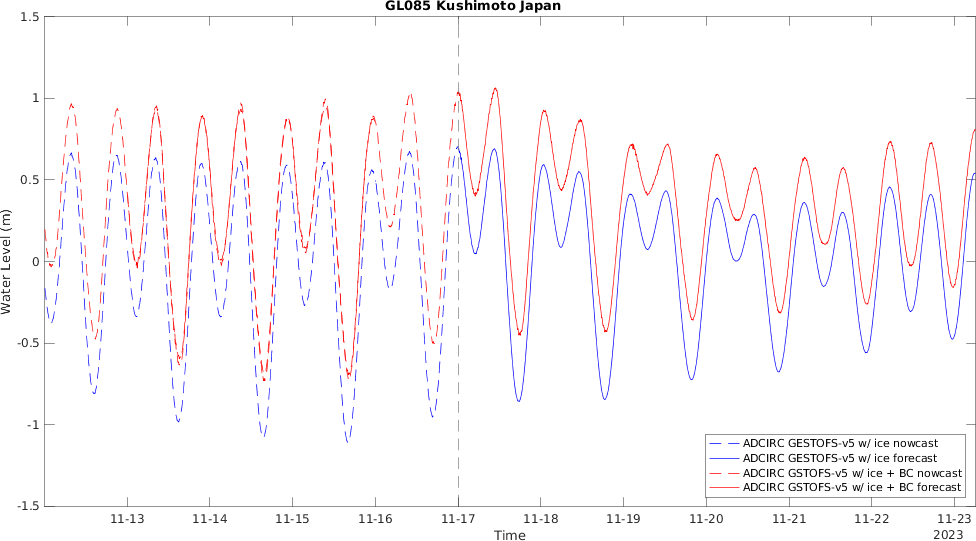 GL085 Kushimoto Japan
1.5
1
0.5
0
-0.5
-1
-1.5
Water Level (m)
ADCIRC GESTOFS-v5 w/ ice nowcast
ADCIRC GESTOFS-v5 w/ ice forecast
ADCIRC GSTOFS-v5 w/ ice + BC nowcast
ADCIRC GSTOFS-v5 w/ ice + BC forecast
11-13 11-14 11-15 11-16 11-17 11-18 11-19 11-20 11-21 11-22 11-23
Time 2023